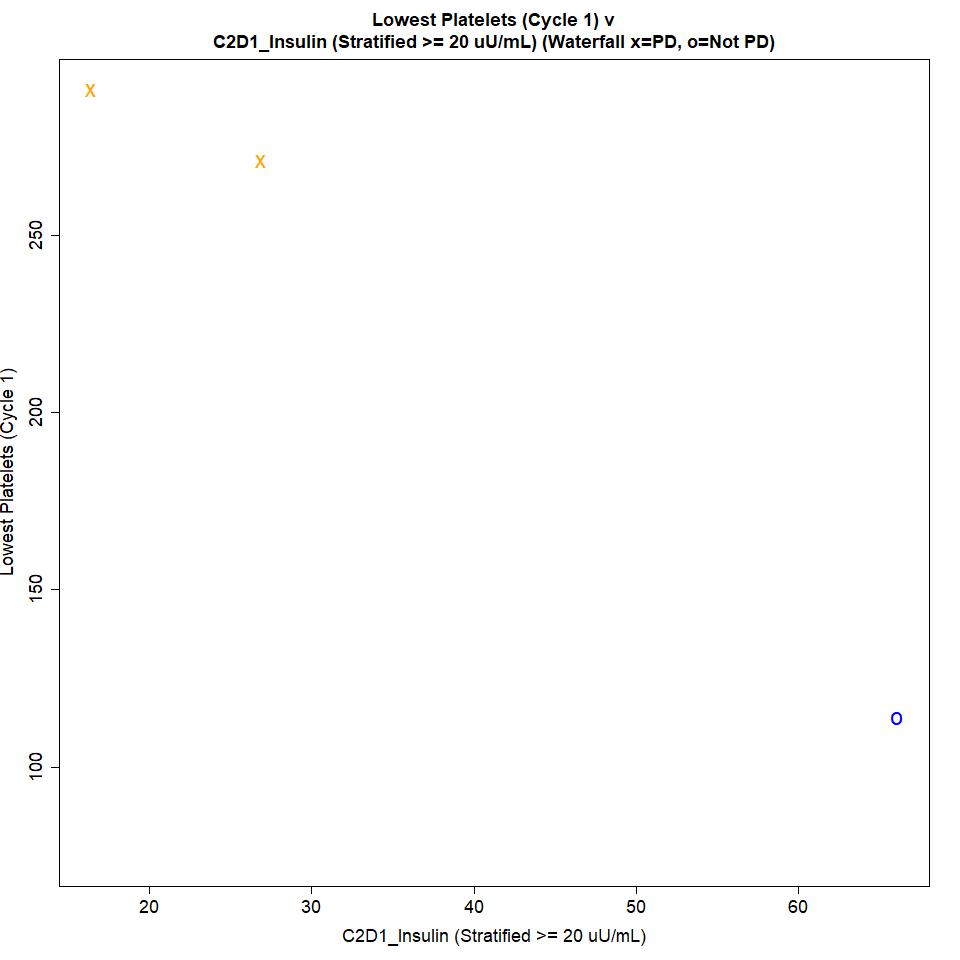 Lowest Platelets (Cycle 1) v
C2D1_Insulin (Stratified >= 20 uU/mL) (Waterfall x=PD, o=Not PD)
Lowest Platelets (Cycle 1)
250
200
150
100
X
X
O
20 30 40 50 60
C2D1_Insulin (Stratified >= 20 uU/mL)